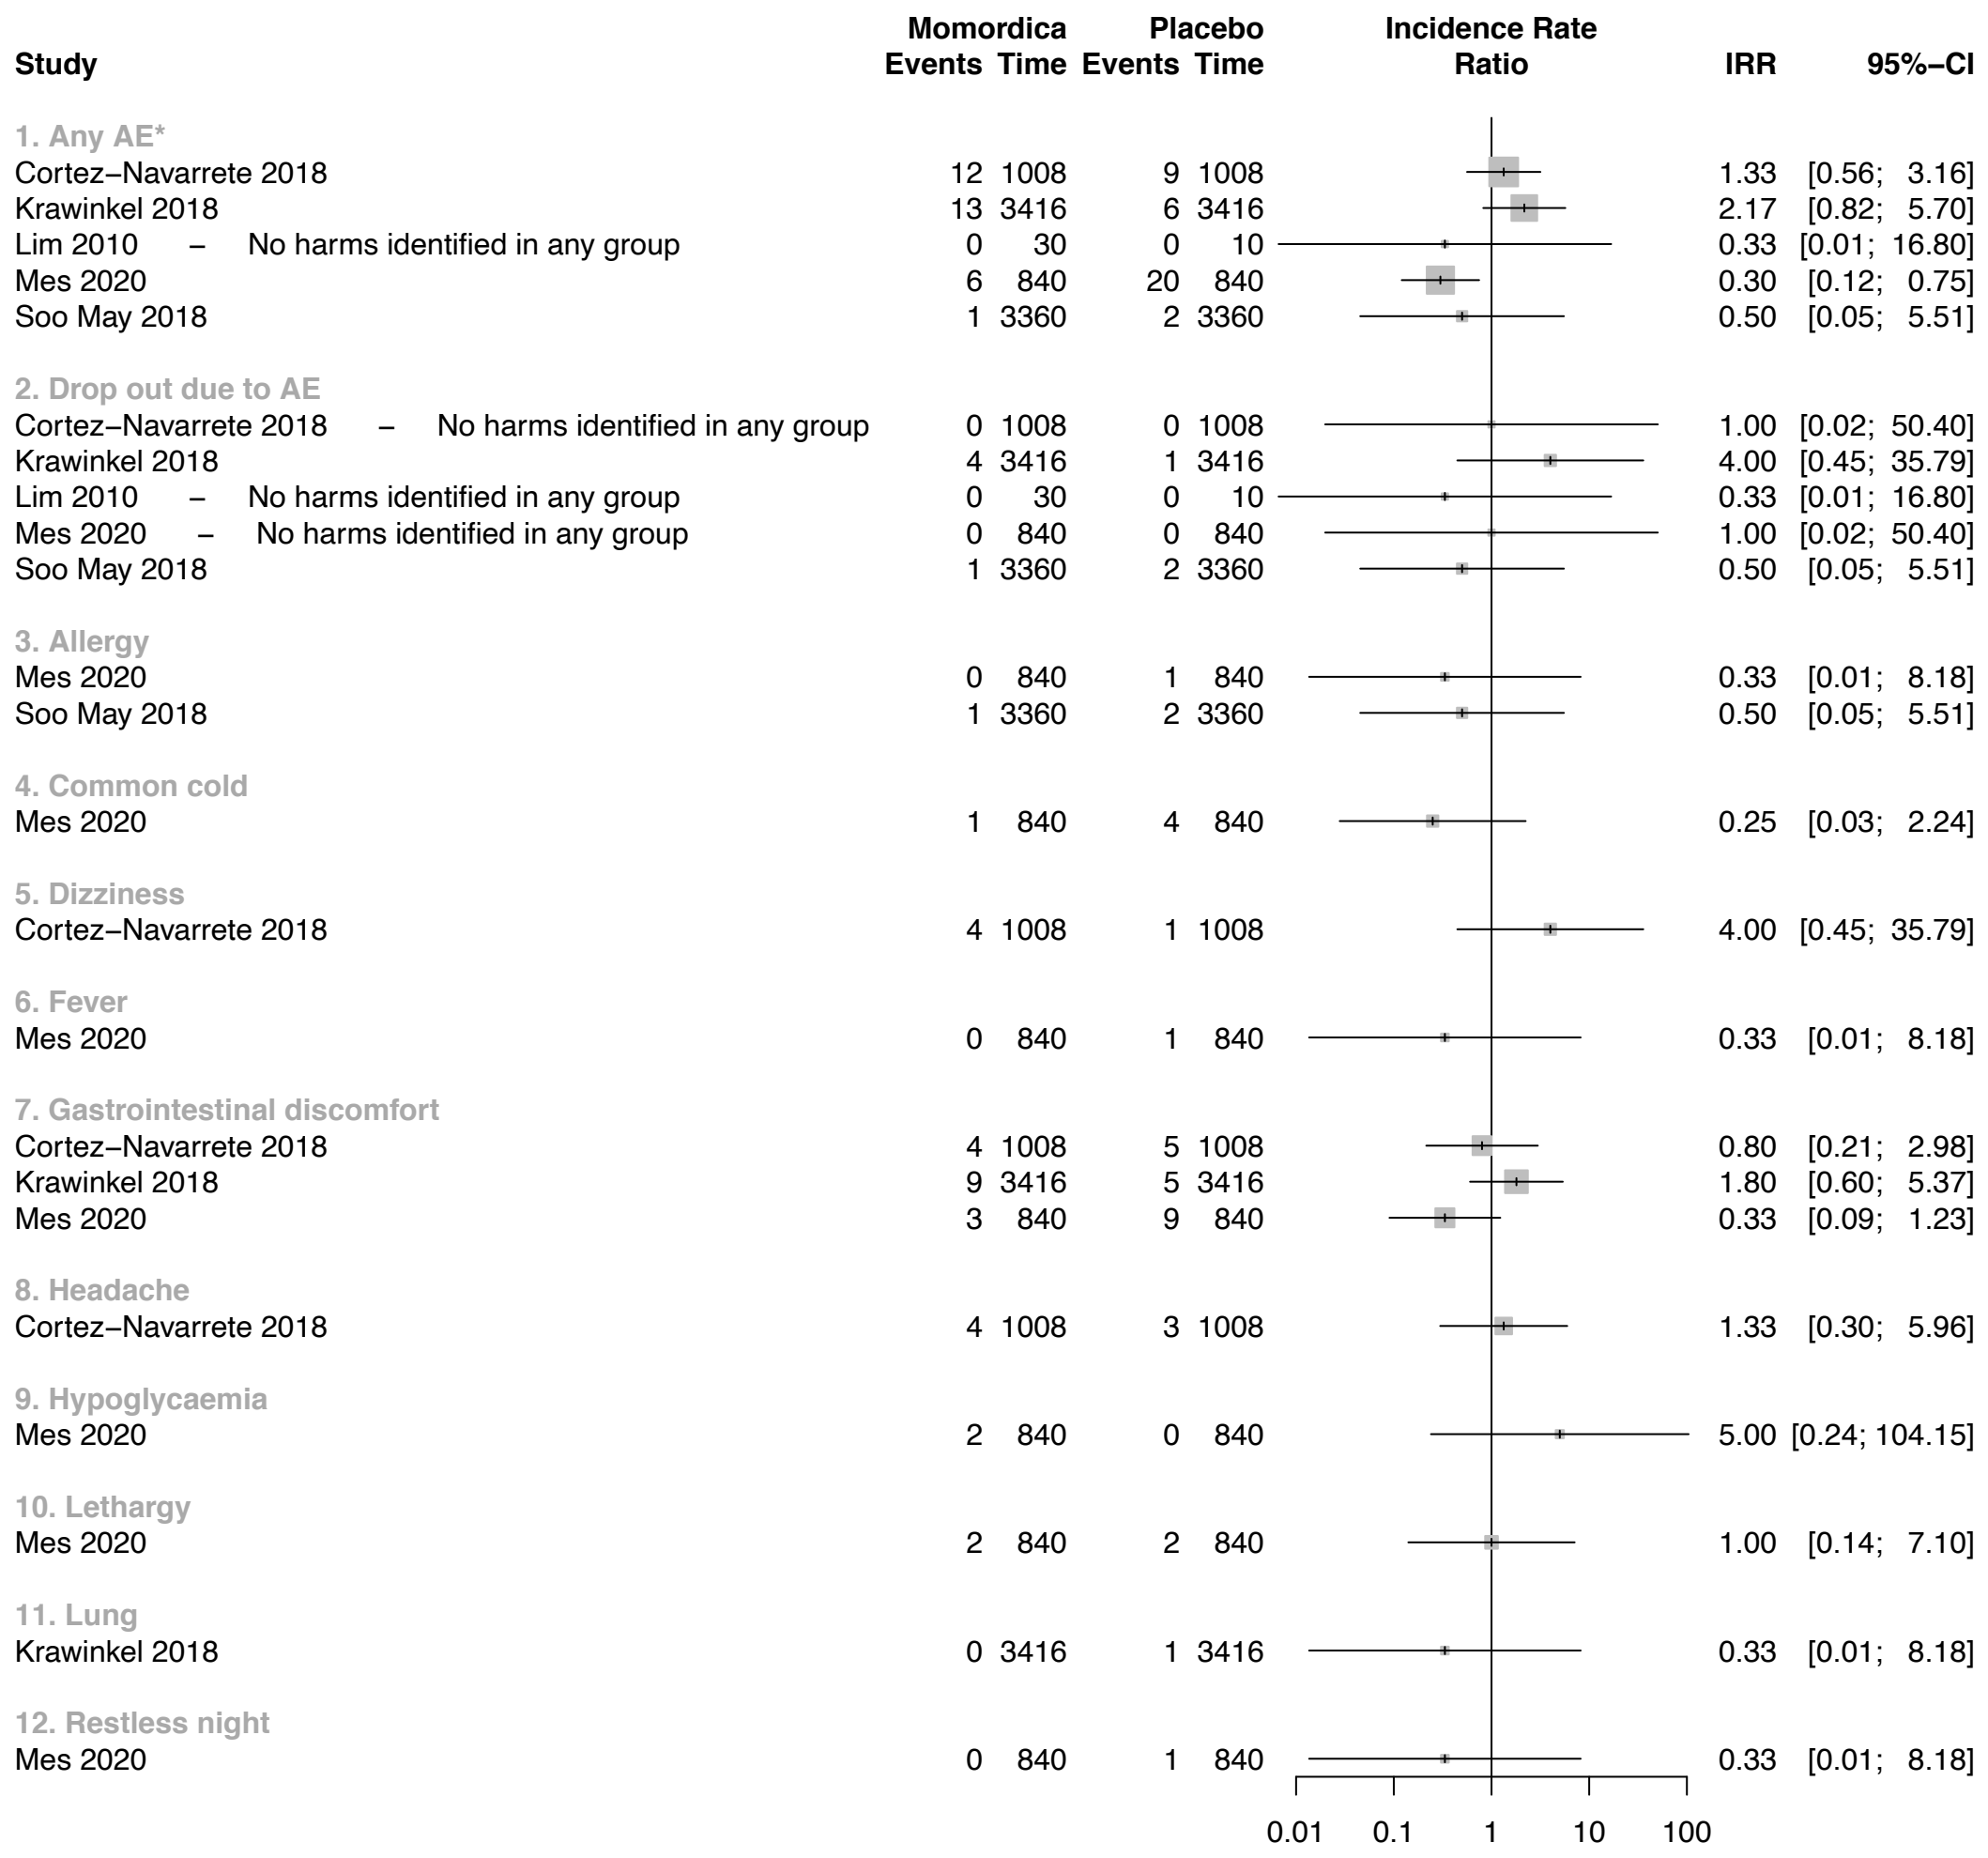 Momordica Placebo Incidence Rate
Study Events Time Events Time Ratio IRR 95%–CI
1. Any AE*
Cortez–Navarrete 2018 12 1008 9 1008 1.33 [0.56; 3.16]
Krawinkel 2018 13 3416 6 3416 2.17 [0.82; 5.70]
Lim 2010 – No harms identified in any group 0 30 0 10 0.33 [0.01; 16.80]
Mes 2020 6 840 20 840 0.30 [0.12; 0.75]
Soo May 2018 1 3360 2 3360 0.50 [0.05; 5.51]
2. Drop out due to AE
Cortez–Navarrete 2018 – No harms identified in any group 0 1008 0 1008 1.00 [0.02; 50.40]
Krawinkel 2018 4 3416 1 3416 4.00 [0.45; 35.79]
Lim 2010 – No harms identified in any group 0 30 0 10 0.33 [0.01; 16.80]
Mes 2020 – No harms identified in any group 0 840 0 840 1.00 [0.02; 50.40]
Soo May 2018 1 3360 2 3360 0.50 [0.05; 5.51]
3. Allergy
Mes 2020 0 840 1 840 0.33 [0.01; 8.18]
Soo May 2018 1 3360 2 3360 0.50 [0.05; 5.51]
4. Common cold
Mes 2020 1 840 4 840 0.25 [0.03; 2.24]
5. Dizziness
Cortez–Navarrete 2018 4 1008 1 1008 4.00 [0.45; 35.79]
6. Fever
Mes 2020 0 840 1 840 0.33 [0.01; 8.18]
7. Gastrointestinal discomfort
Cortez–Navarrete 2018 4 1008 5 1008 0.80 [0.21; 2.98]
Krawinkel 2018 9 3416 5 3416 1.80 [0.60; 5.37]
Mes 2020 3 840 9 840 0.33 [0.09; 1.23]
8. Headache
Cortez–Navarrete 2018 4 1008 3 1008 1.33 [0.30; 5.96]
9. Hypoglycaemia
Mes 2020 2 840 0 840 5.00 [0.24; 104.15]
10. Lethargy
Mes 2020 2 840 2 840 1.00 [0.14; 7.10]
11. Lung
Krawinkel 2018 0 3416 1 3416 0.33 [0.01; 8.18]
12. Restless night
Mes 2020 0 840 1 840 0.33 [0.01; 8.18]
0.01 0.1 1 10 100